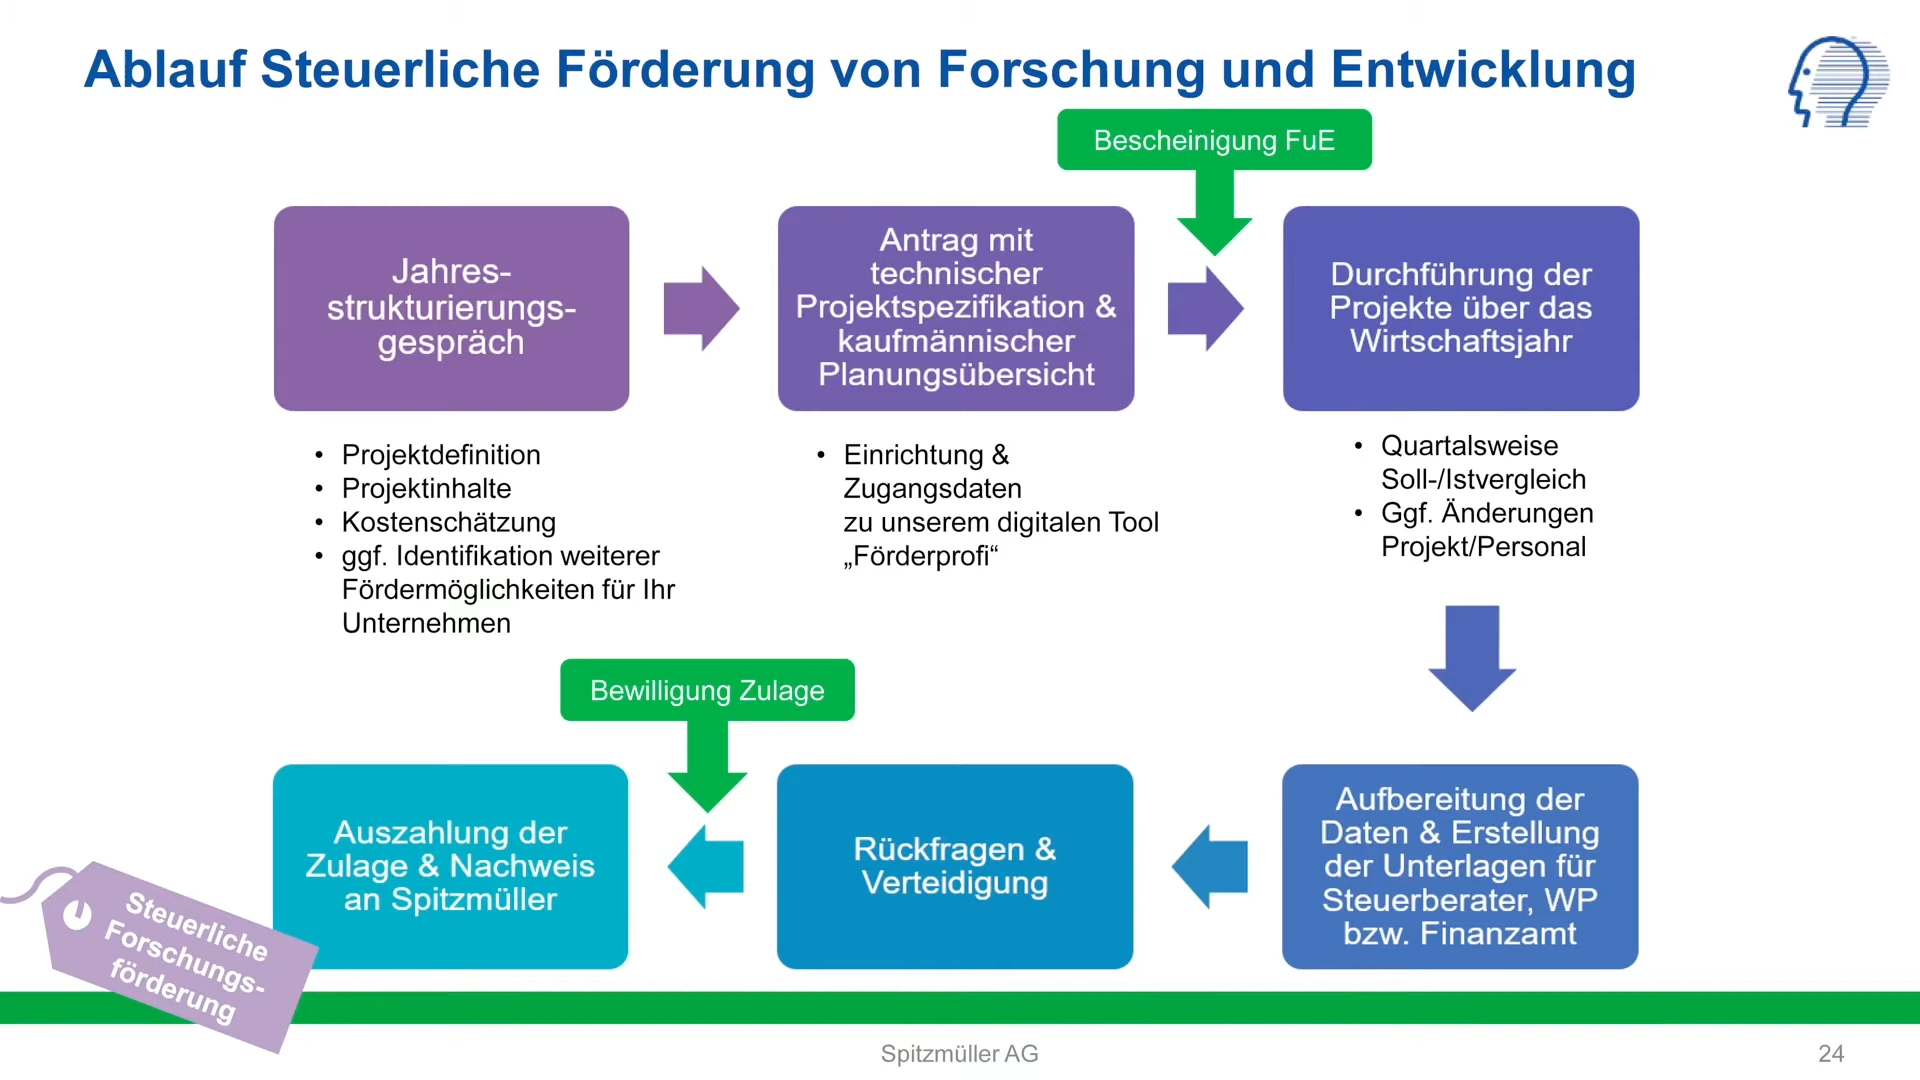 Ablauf Steuerliche Förderung von Forschung und Entwicklung
Bescheinigung FuE
Jahres-
strukturierungs-
gespräch
Antrag mit
technischer
Projektspezifikation &
kaufmännischer
Planungsübersicht
Durchführung der
Projekte über das
Wirtschaftsjahr
• Projektdefinition
• Projektinhalte
• Kostenschätzung
• ggf. Identifikation weiterer
Fördermöglichkeiten für Ihr
Unternehmen
• Einrichtung &
Zugangsdaten
zu unserem digitalen Tool
„Förderprofi“
• Quartalsweise
Soll-/Istvergleich
• Ggf. Änderungen
Projekt/Personal
Bewilligung Zulage
Auszahlung der
Zulage & Nachweis
an Spitzmüller
Rückfragen &
Verteidigung
Aufbereitung der
Daten & Erstellung
der Unterlagen für
Steuerberater, WP
bzw. Finanzamt
Steuerliche
Forschungs-
förderung
Spitzmüller AG
24